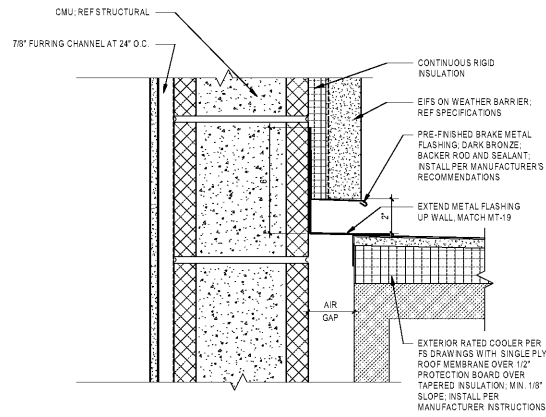 CMU; REF STRUCTURAL
7/8" FURRING CHANNEL AT 24" O.C.
CONTINUOUS RIGID
INSULATION
EIFS ON WEATHER BARRIER;
REF SPECIFICATIONS
PRE-FINISHED BRAKE METAL
FLASHING; DARK BRONZE;
BACKER ROD AND SEALANT;
INSTALL PER MANUFACTURER'S
RECOMMENDATIONS
EXTEND METAL FLASHING
UP WALL, MATCH MT-19
2"
AIR
GAP
EXTERIOR RATED COOLER PER
FS DRAWINGS WITH SINGLE PLY
ROOF MEMBRANE OVER 1/2"
PROTECTION BOARD OVER
TAPERED INSULATION; MIN. 1/8"
SLOPE; INSTALL PER
MANUFACTURER INSTRUCTIONS